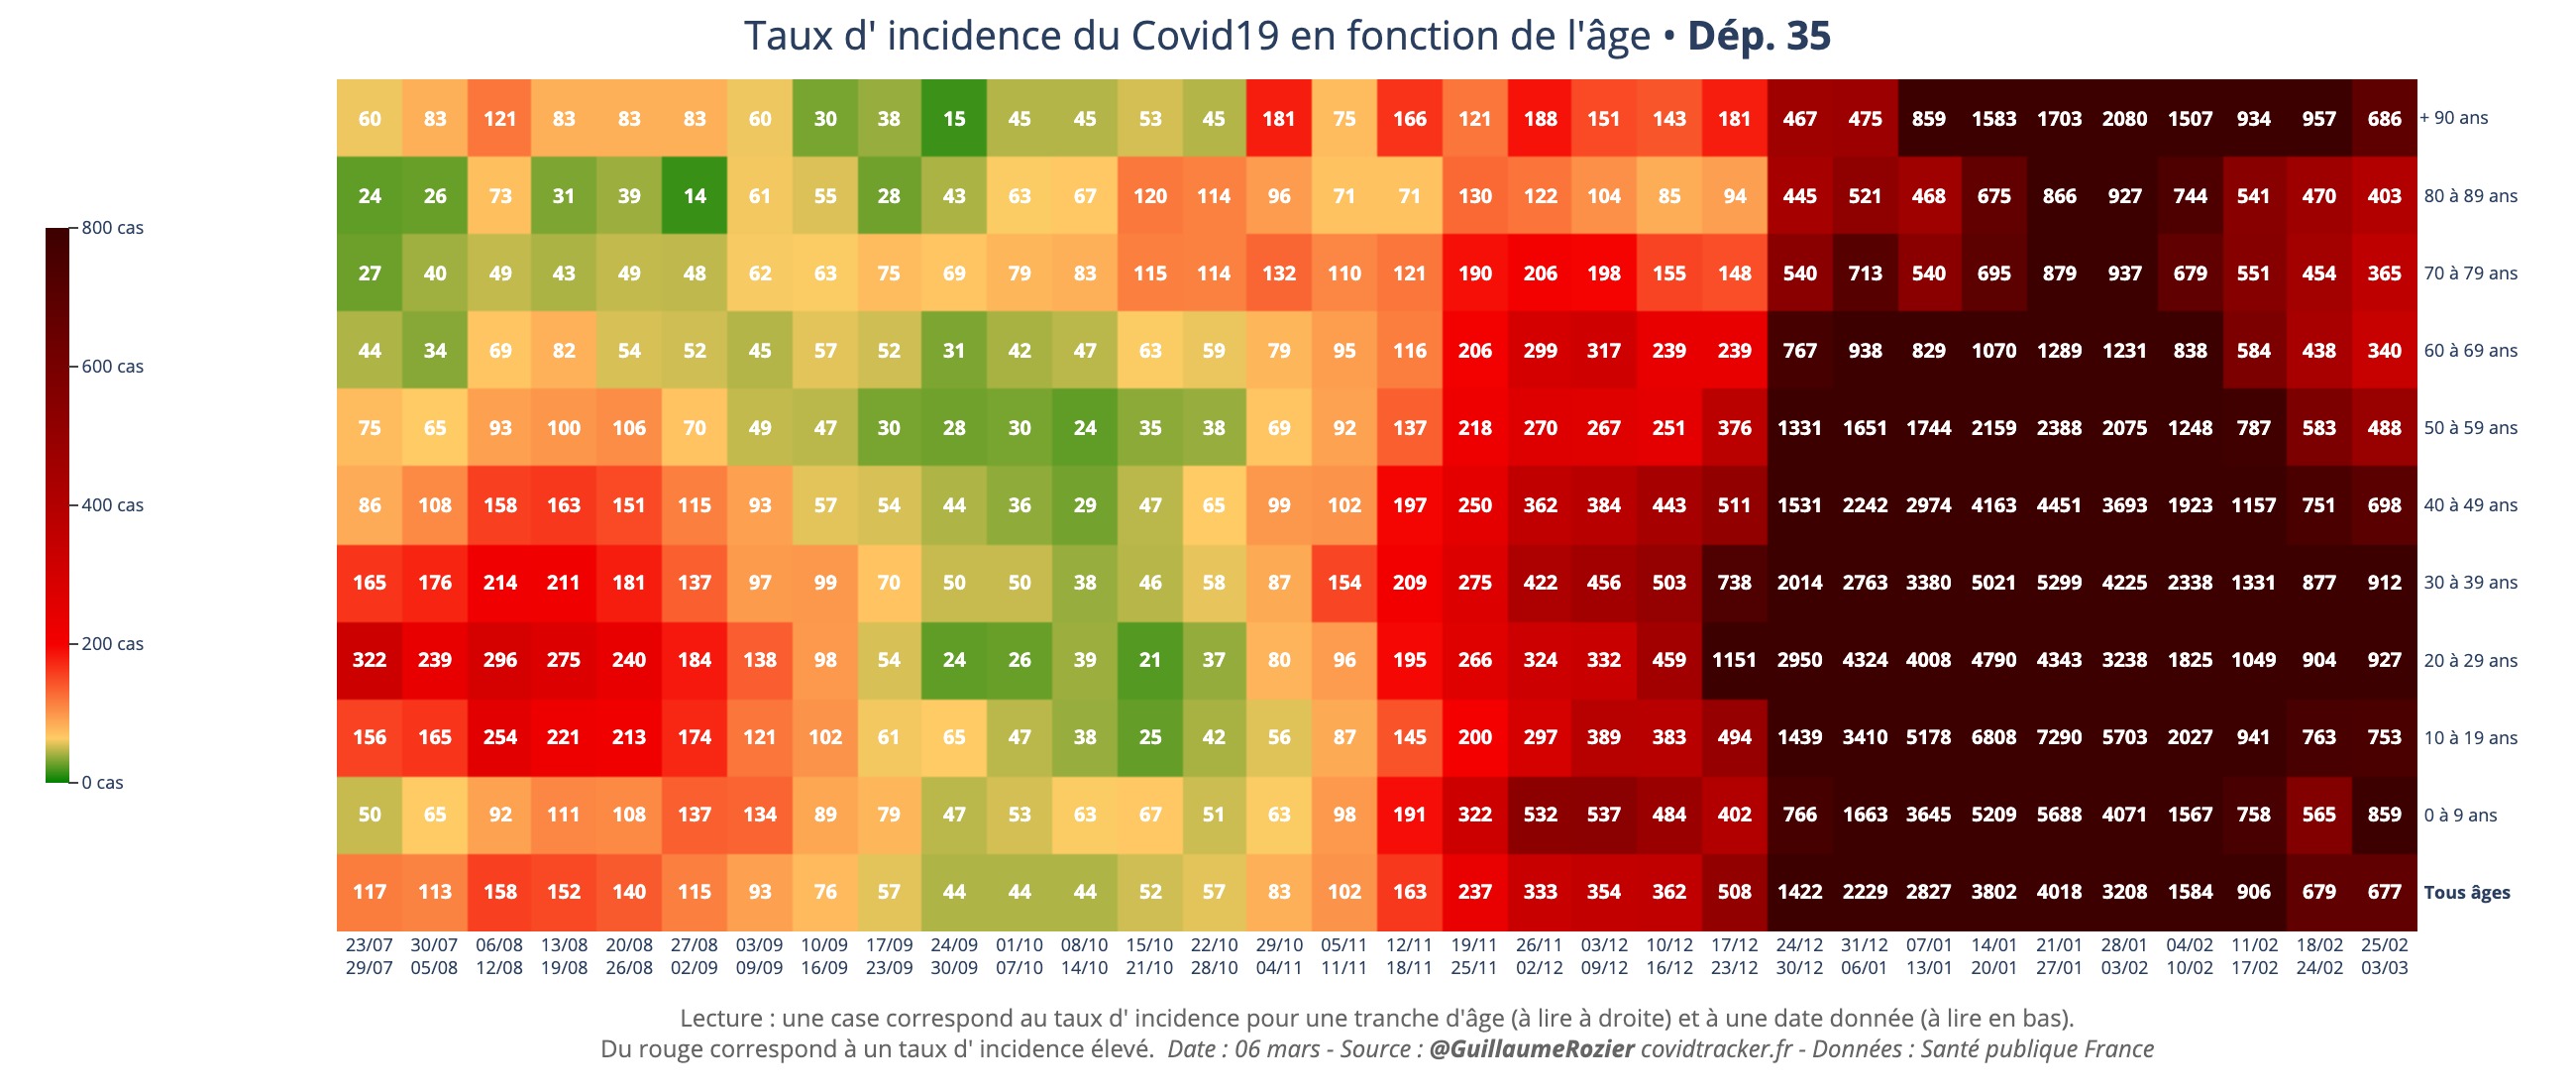 Taux d' incidence du Covid19 en fonction de l'âge • Dép. 35
800 cas
600 cas
400 cas
200 cas
0 cas
60 83 121 83 83 83 60 30 38 15 45 45 53 45 181 75 166 121 188 151 143 181 467 475 859 1583 1703 2080 1507 934 957 686 + 90 ans
24 26 73 31 39 14 61 55 28 43 63 67 120 114 96 71 71 130 122 104 85 94 445 521 468 675 866 927 744 541 470 403 80 à 89 ans
27 40 49 43 49 48 62 63 75 69 79 83 115 114 132 110 121 190 206 198 155 148 540 713 540 695 879 937 679 551 454 365 70 à 79 ans
44 34 69 82 54 52 45 57 52 31 42 47 63 59 79 95 116 206 299 317 239 239 767 938 829 1070 1289 1231 838 584 438 340 60 à 69 ans
75 65 93 100 106 70 49 47 30 28 30 24 35 38 69 92 137 218 270 267 251 376 1331 1651 1744 2159 2388 2075 1248 787 583 488 50 à 59 ans
86 108 158 163 151 115 93 57 54 44 36 29 47 65 99 102 197 250 362 384 443 511 1531 2242 2974 4163 4451 3693 1923 1157 751 698 40 à 49 ans
165 176 214 211 181 137 97 99 70 50 50 38 46 58 87 154 209 275 422 456 503 738 2014 2763 3380 5021 5299 4225 2338 1331 877 912 30 à 39 ans
322 239 296 275 240 184 138 98 54 24 26 39 21 37 80 96 195 266 324 332 459 1151 2950 4324 4008 4790 4343 3238 1825 1049 904 927 20 à 29 ans
156 165 254 221 213 174 121 102 61 65 47 38 25 42 56 87 145 200 297 389 383 494 1439 3410 5178 6808 7290 5703 2027 941 763 753 10 à 19 ans
50 65 92 111 108 137 134 89 79 47 53 63 67 51 63 98 191 322 532 537 484 402 766 1663 3645 5209 5688 4071 1567 758 565 859 0 à 9 ans
117 113 158 152 140 115 93 76 57 44 44 44 52 57 83 102 163 237 333 354 362 508 1422 2229 2827 3802 4018 3208 1584 906 679 677 Tous âges
23/07 30/07 06/08 13/08 20/08 27/08 03/09 10/09 17/09 24/09 01/10 08/10 15/10 22/10 29/10 05/11 12/11 19/11 26/11 03/12 10/12 17/12 24/12 31/12 07/01 14/01 21/01 28/01 04/02 11/02 18/02 25/02
29/07 05/08 12/08 19/08 26/08 02/09 09/09 16/09 23/09 30/09 07/10 14/10 21/10 28/10 04/11 11/11 18/11 25/11 02/12 09/12 16/12 23/12 30/12 06/01 13/01 20/01 27/01 03/02 10/02 17/02 24/02 03/03
Lecture : une case correspond au taux d' incidence pour une tranche d'âge (à lire à droite) et à une date donnée (à lire en bas).
Du rouge correspond à un taux d' incidence élevé. Date : 06 mars - Source : @GuillaumeRozier covidtracker.fr - Données : Santé publique France